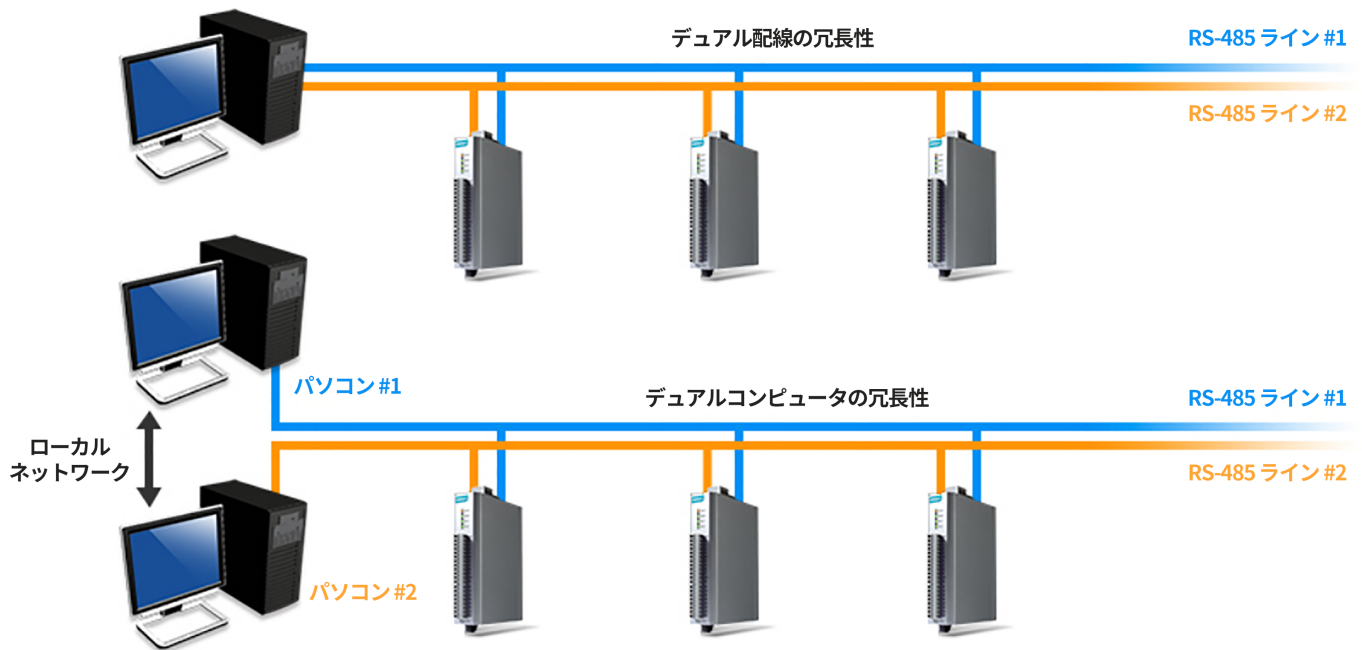 デュアル配線の冗長性
RS-485 ライン #1
RS-485 ライン #2
パソコン #1
デュアルコンピュータの冗長性
RS-485 ライン #1
ローカル
ネットワーク
RS-485 ライン #2
パソコン #2